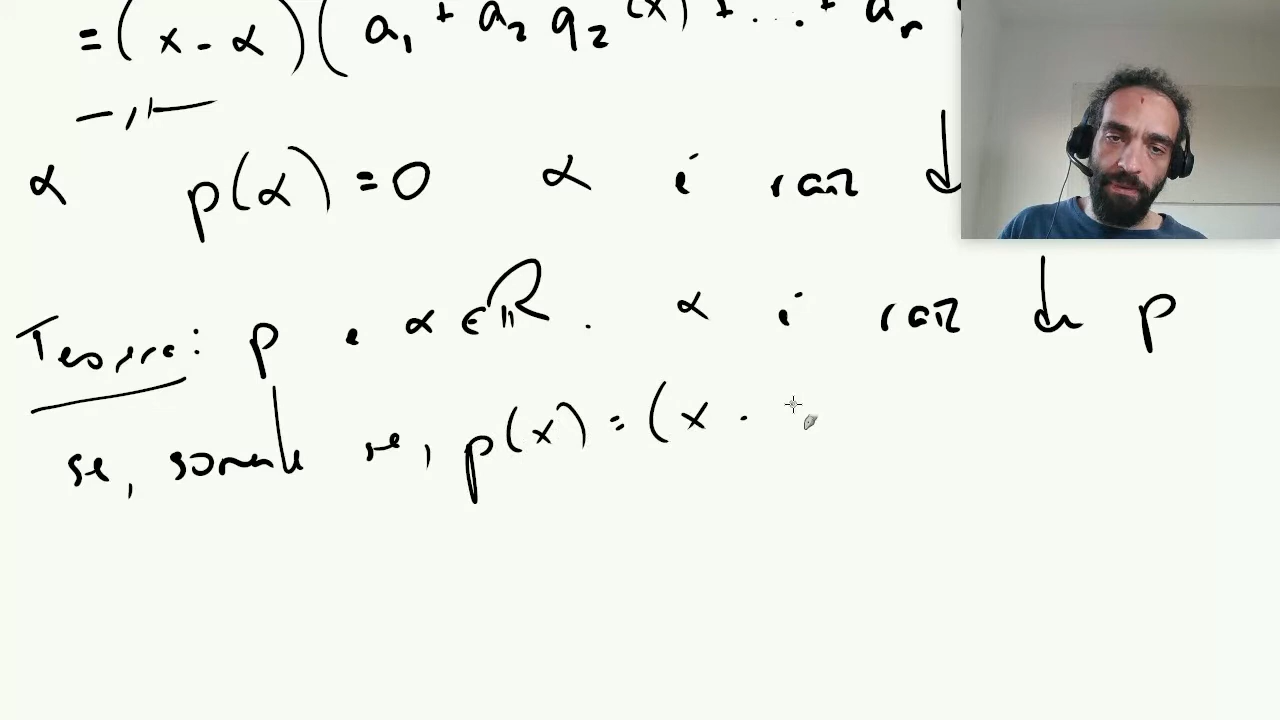 =(x-α)(a₁ + a₂ q₂(x) + ... + aᵣ
α p(α)=0 α é raiz d
Teorema: p e α ∈ ℝ. α é raiz de p
se, somente se, p(x) = (x -